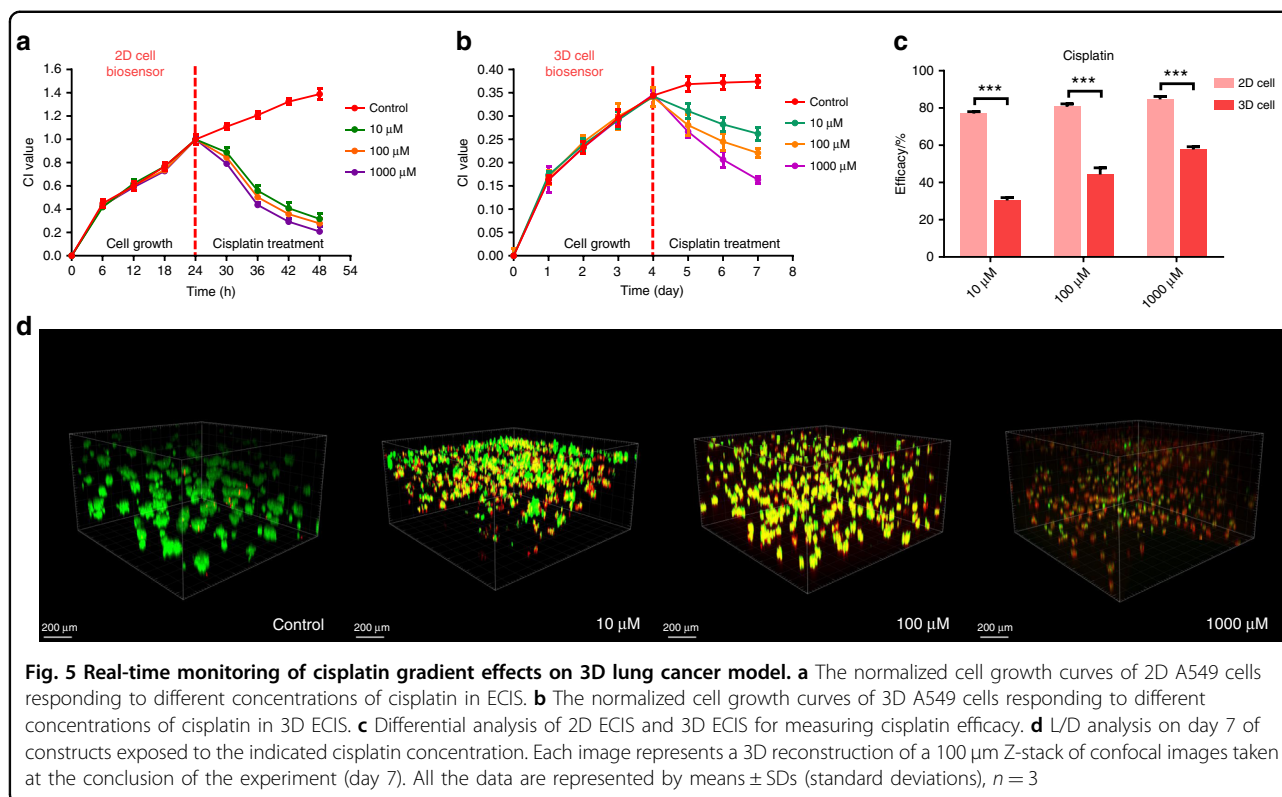 a
2D cell
biosensor
CI value
1.6
1.4
1.2
1.0
0.8
0.6
0.4
0.2
0.0
0 6 12 18 24 30 36 42 48 54
Time (h)
Cell growth
Cisplatin treatment
Control
10 μM
100 μM
1000 μM
b
3D cell
biosensor
CI value
0.40
0.35
0.30
0.25
0.20
0.15
0.10
0.05
0.00
0 1 2 3 4 5 6 7 8
Time (day)
Cell growth
Cisplatin treatment
Control
10 μM
100 μM
1000 μM
c
Cisplatin
Efficacy/%
100
80
60
40
20
0
***
***
***
10 μM
100 μM
1000 μM
2D cell
3D cell
d
200 μm
Control
200 μm
10 μM
200 μm
100 μM
200 μm
1000 μM
Fig. 5 Real-time monitoring of cisplatin gradient effects on 3D lung cancer model. a The normalized cell growth curves of 2D A549 cells
responding to different concentrations of cisplatin in ECIS. b The normalized cell growth curves of 3D A549 cells responding to different
concentrations of cisplatin in 3D ECIS. c Differential analysis of 2D ECIS and 3D ECIS for measuring cisplatin efficacy. d L/D analysis on day 7 of
constructs exposed to the indicated cisplatin concentration. Each image represents a 3D reconstruction of a 100 μm Z-stack of confocal images taken
at the conclusion of the experiment (day 7). All the data are represented by means ± SDs (standard deviations), n = 3